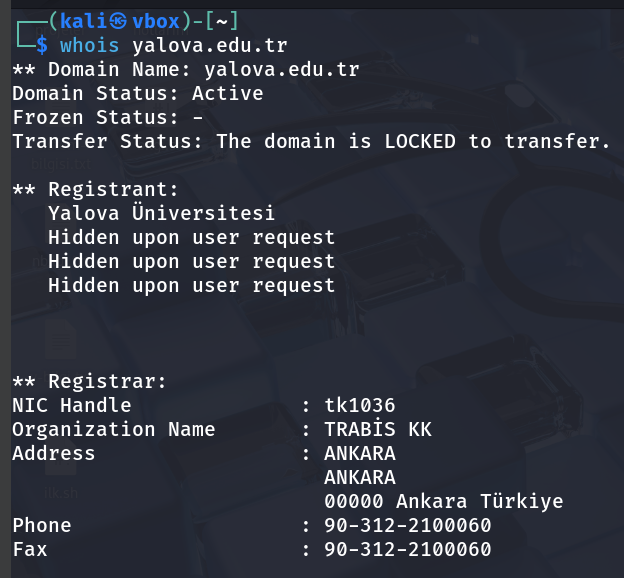 ┌──(kali㉿vbox)-[~]
└─$ whois yalova.edu.tr
** Domain Name: yalova.edu.tr
Domain Status: Active
Frozen Status: -
Transfer Status: The domain is LOCKED to transfer.
** Registrant:
Yalova Üniversitesi
Hidden upon user request
Hidden upon user request
Hidden upon user request
** Registrar:
NIC Handle : tk1036
Organization Name : TRABİS KK
Address : ANKARA
ANKARA
00000 Ankara Türkiye
Phone : 90-312-2100060
Fax : 90-312-2100060